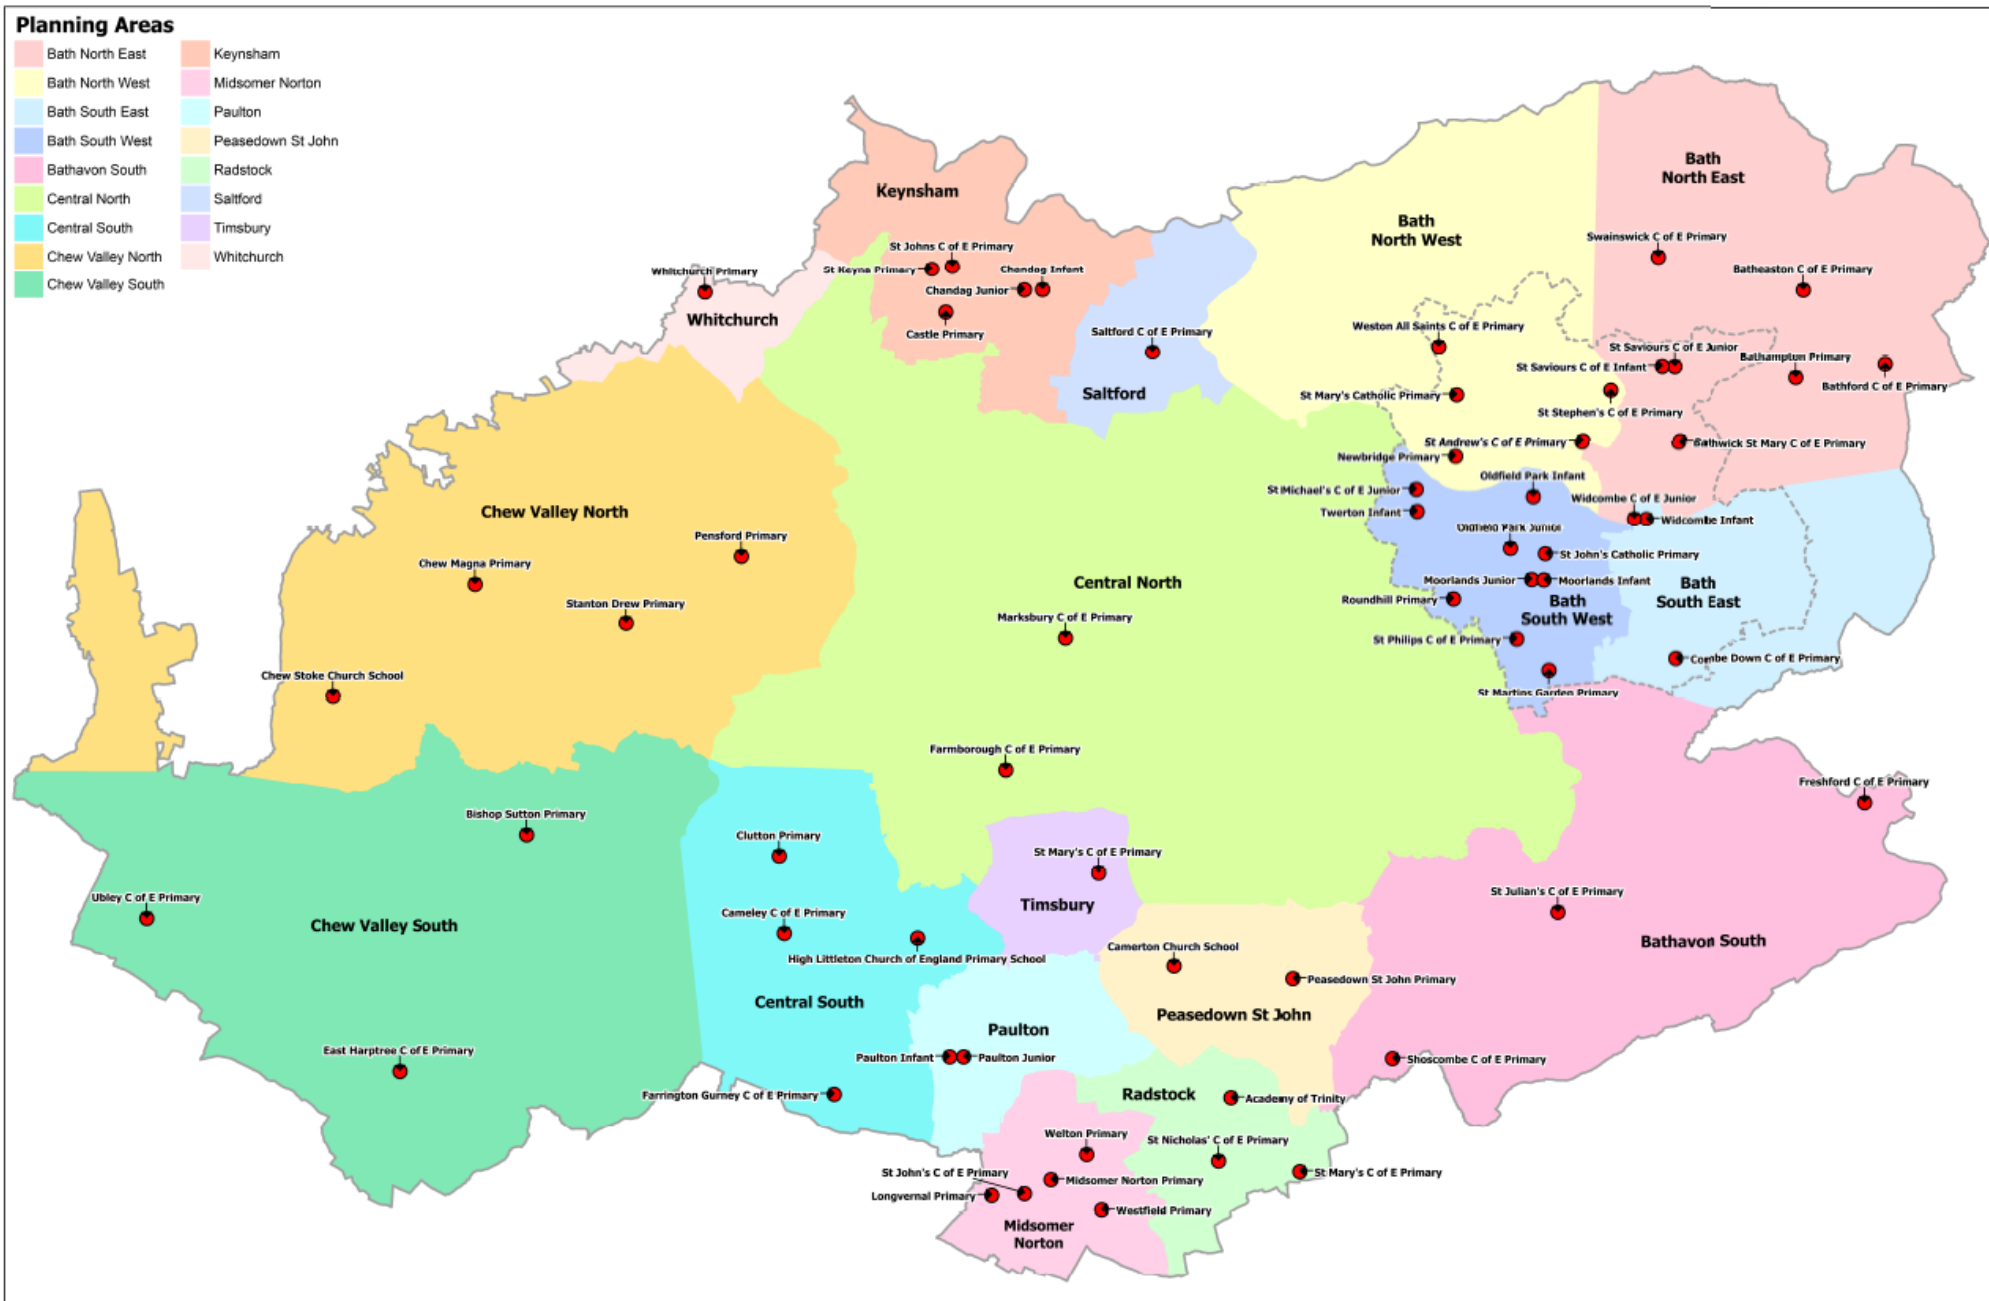 Planning Areas
Bath North East
Bath North West
Bath South East
Bath South West
Bathavon South
Central North
Central South
Chew Valley North
Chew Valley South
Keynsham
Midsomer Norton
Paulton
Peasedown St John
Radstock
Saltford
Timsbury
Whitchurch
Bath
North East
Keynsham
Bath
North West
Swainswick C of E Primary
St Johns C of E Primary
St Keyna Primary
Chandag Infant
Batheaston C of E Primary
Whitchurch Primary
Chandag Junior
Whitchurch
Castle Primary
Saltford C of E Primary
Weston All Saints C of E Primary
St Saviours C of E Junior
Bathampton Primary
St Saviours C of E Infant
Bathford C of E Primary
Saltford
St Mary's Catholic Primary
St Stephen's C of E Primary
St Andrew's C of E Primary
Bathwick St Mary C of E Primary
Newbridge Primary
Oldfield Park Infant
St Michael's C of E Junior
Widcombe C of E Junior
Twerton Infant
Widcombe Infant
Chew Valley North
Oldfield Park Junior
Pensford Primary
St John's Catholic Primary
Chew Magna Primary
Central North
Moorlands Junior
Moorlands Infant
Bath
South East
Stanton Drew Primary
Roundhill Primary
Bath
South West
Marksbury C of E Primary
St Philips C of E Primary
Combe Down C of E Primary
Chew Stoke Church School
St Martins Garden Primary
Farmborough C of E Primary
Freshford C of E Primary
Bishop Sutton Primary
Clutton Primary
St Mary's C of E Primary
Ubley C of E Primary
St Julian's C of E Primary
Timsbury
Cameley C of E Primary
Chew Valley South
Bathavon South
Camerton Church School
High Littleton Church of England Primary School
Peasedown St John Primary
Central South
Peasedown St John
Paulton
East Harptree C of E Primary
Paulton Infant
Paulton Junior
Shoscombe C of E Primary
Farrington Gurney C of E Primary
Radstock
Academy of Trinity
Welton Primary
St Nicholas' C of E Primary
St John's C of E Primary
St Mary's C of E Primary
Midsomer Norton Primary
Longvernal Primary
Westfield Primary
Midsomer
Norton